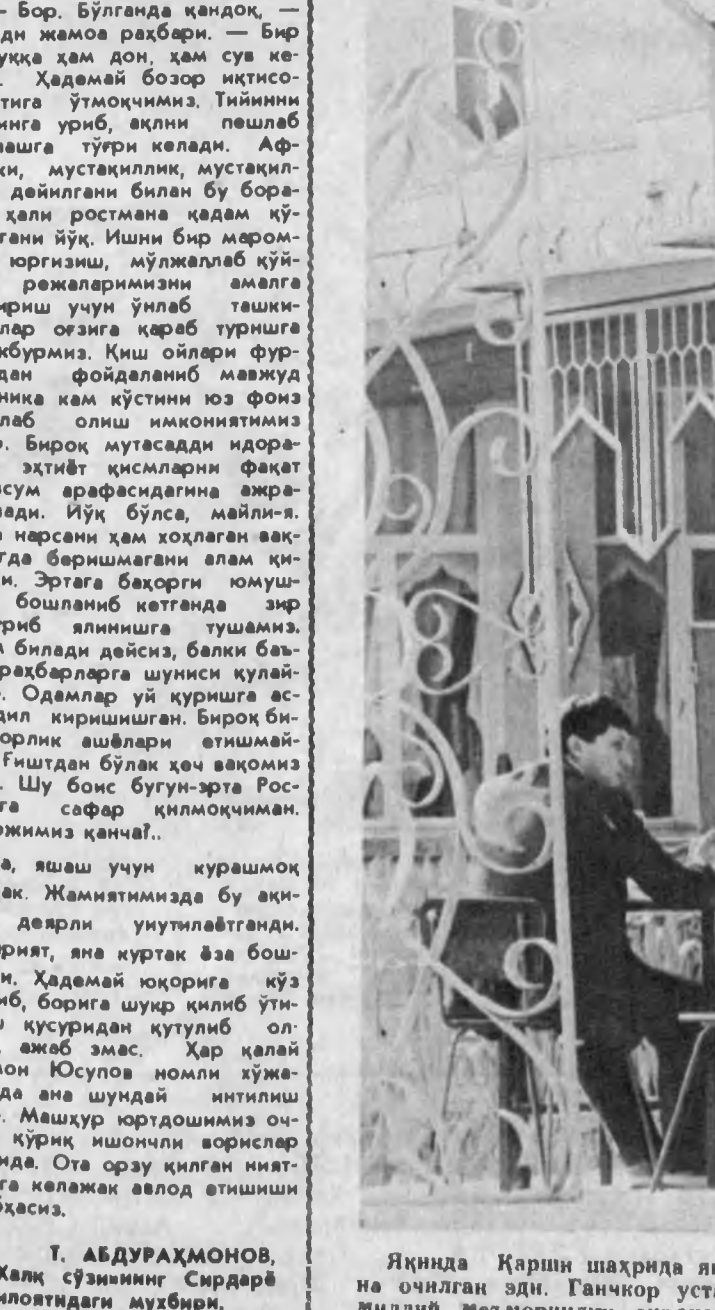 — Бор. Бўлганда қандоқ, —
ди жамоа раҳбари. — Бир
уққа ҳам дон, ҳам сув ке-
Ҳадемай бозор иқтисо-
тига ўтмоқчимиз. Тийинни
инга уриб, ақлни пешлаб
лашга тўғри келади. Аф-
ки, мустақиллик, мустақил-
дейилгани билан бу бора-
ҳали ростмана қадам қў-
гани йўқ. Ишни бир маром-
юргизиш, мўлжаллаб қўй-
режаларимизни амалга
ириш учун ўнлаб ташки-
лар оғзига қараб туришга
жбурмиз. Қиш ойлари фур-
дан фойдаланиб мавжуд
ника кам кўстини юз фоиз
лаб олиш имкониятимиз
Бироқ мутасадди идора-
эҳтиёт қисмларни фақат
сум арафасидагина ажра-
ади. Йўқ бўлса, майли-я.
нарсани ҳам хоҳлаган вақ-
гда беришмагани алам қи-
и. Эртага баҳорги юмуш-
бошланиб кетганда зир
риб ялинишга тушамиз.
билади дейсиз, балки баъ-
раҳбарларга шуниси қулай-
Одамлар уй қуришга ас-
дил киришишган. Бироқ би-
орлик ашёлари етишмай-
Ғиштдан бўлак ҳеч вақомиз
Шу боис бугун-эрта Рос-
га сафар қилмоқчиман.
ожимиз қанча?..
а, яшаш учун курашмоқ
ак. Жамиятимизда бу ақи-
деярли унутилаётганди.
рият, яна куртак ёза бош-
и. Ҳадемай юқорига кўз
иб, борига шукр қилиб ўти-
қусуридан қутулиб ол-
ажаб эмас. Ҳар қалай
он Юсупов номли хўжа-
да ана шундай интилиш
Машҳур юртдошимиз оч-
қўриқ ишончли ворислар
ида. Ота орзу қилган ният-
га келажак авлод етишиши
ҳасиз.
Т. АБДУРАҲМОНОВ,
Халқ сўзининг Сирдарё
илоятидаги мухбири.
Яқинда Қарши шаҳрида я
на очилган эди. Ганчкор уст